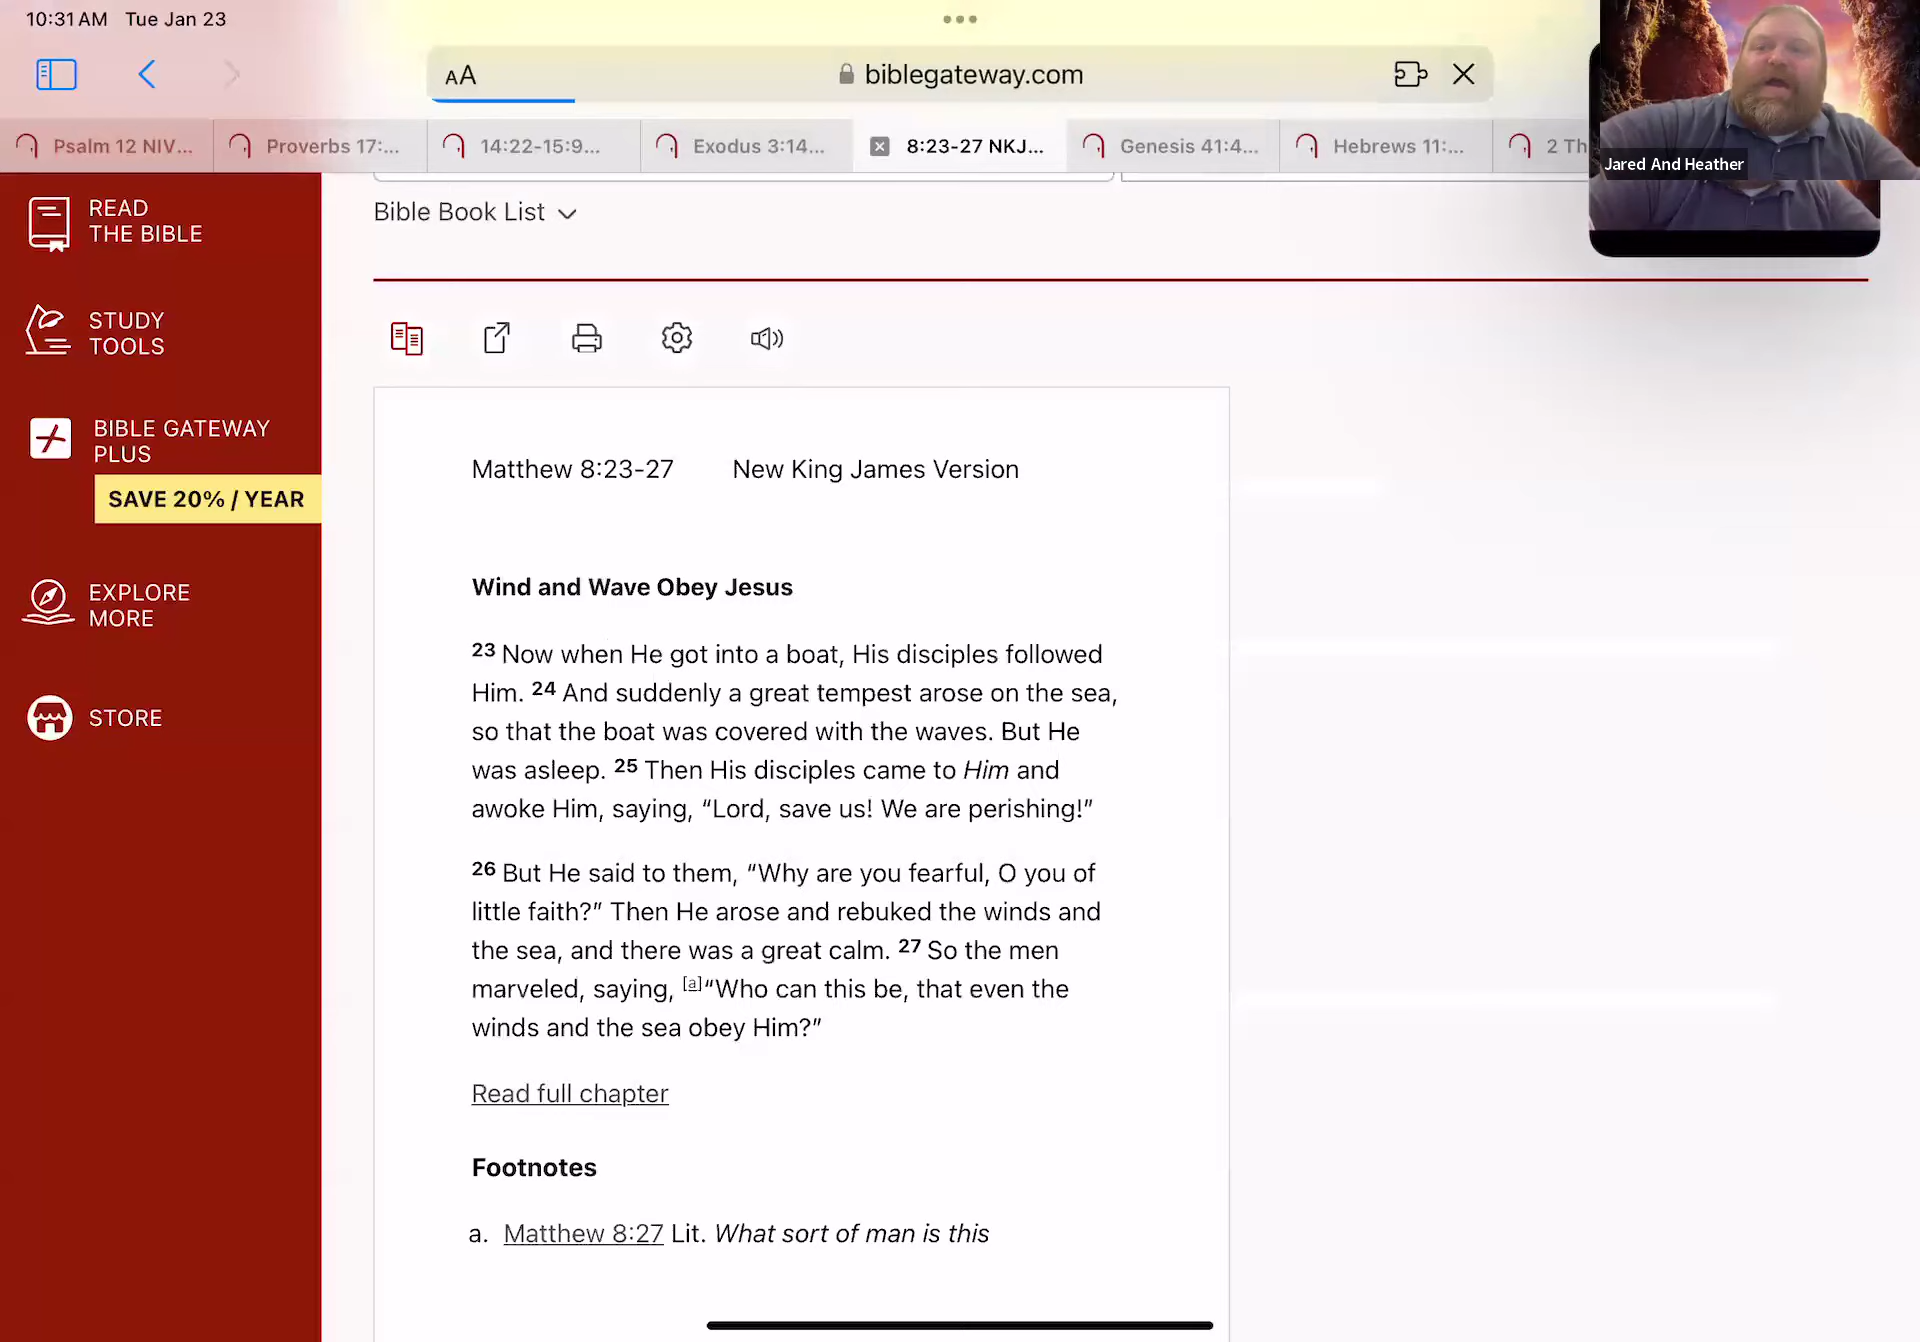 10:31 AM Tue Jan 23
AA
biblegateway.com
Psalm 12 NIV...
Proverbs 17:...
14:22-15:9...
Exodus 3:14...
8:23-27 NKJ...
Genesis 41:4...
Hebrews 11:...
2 Th
Jared And Heather
READ
THE BIBLE
STUDY
TOOLS
BIBLE GATEWAY
PLUS
SAVE 20% / YEAR
EXPLORE
MORE
STORE
Bible Book List
Matthew 8:23-27 New King James Version
Wind and Wave Obey Jesus
23 Now when He got into a boat, His disciples followed
Him. 24 And suddenly a great tempest arose on the sea,
so that the boat was covered with the waves. But He
was asleep. 25 Then His disciples came to Him and
awoke Him, saying, “Lord, save us! We are perishing!”
26 But He said to them, “Why are you fearful, O you of
little faith?” Then He arose and rebuked the winds and
the sea, and there was a great calm. 27 So the men
marveled, saying, [a]“Who can this be, that even the
winds and the sea obey Him?”
Read full chapter
Footnotes
a. Matthew 8:27 Lit. What sort of man is this